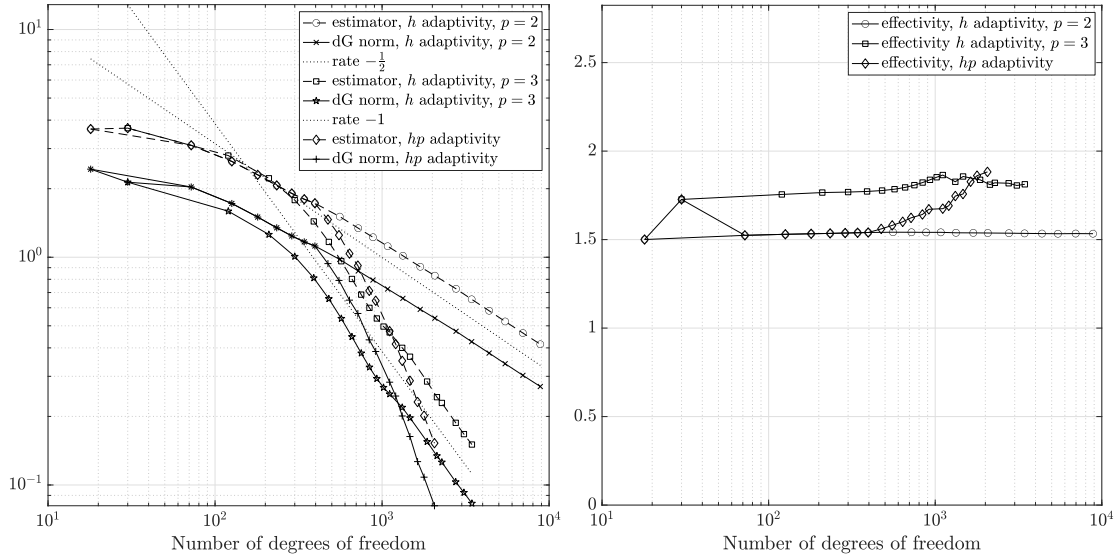 10^1
10^0
10^{-1}
estimator, h adaptivity, p = 2
dG norm, h adaptivity, p = 2
rate −1/2
estimator, h adaptivity, p = 3
dG norm, h adaptivity, p = 3
rate −1
estimator, hp adaptivity
dG norm, hp adaptivity
10^1 10^2 10^3 10^4
Number of degrees of freedom
2.5
2
1.5
1
0.5
0
effectivity, h adaptivity, p = 2
effectivity h adaptivity, p = 3
effectivity, hp adaptivity
10^1 10^2 10^3 10^4
Number of degrees of freedom